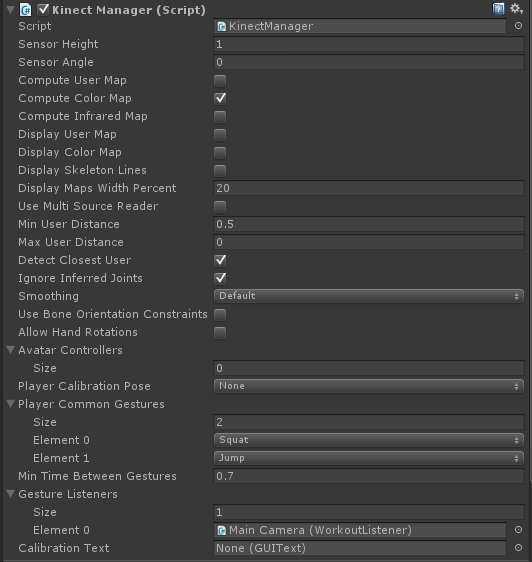 Kinect Manager (Script)
Script KinectManager
Sensor Height 1
Sensor Angle 0
Compute User Map
Compute Color Map
Compute Infrared Map
Display User Map
Display Color Map
Display Skeleton Lines
Display Maps Width Percent 20
Use Multi Source Reader
Min User Distance 0.5
Max User Distance 0
Detect Closest User
Ignore Inferred Joints
Smoothing Default
Use Bone Orientation Constraints
Allow Hand Rotations
Avatar Controllers
Size 0
Player Calibration Pose None
Player Common Gestures
Size 2
Element 0 Squat
Element 1 Jump
Min Time Between Gestures 0.7
Gesture Listeners
Size 1
Element 0 Main Camera (WorkoutListener)
Calibration Text None (GUIText)